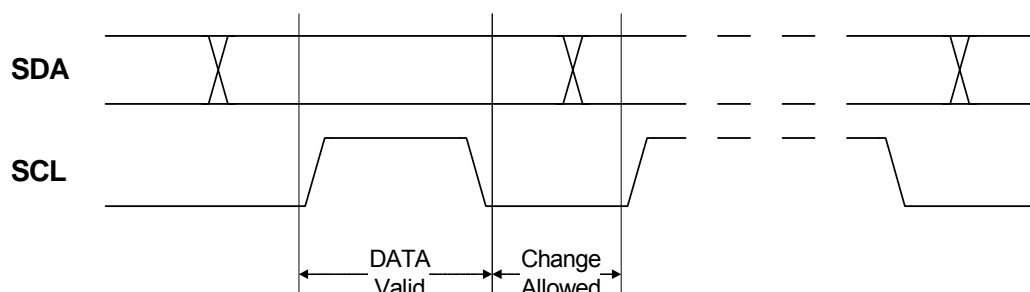 SDA
SCL
DATA
Valid
Change
Allowed